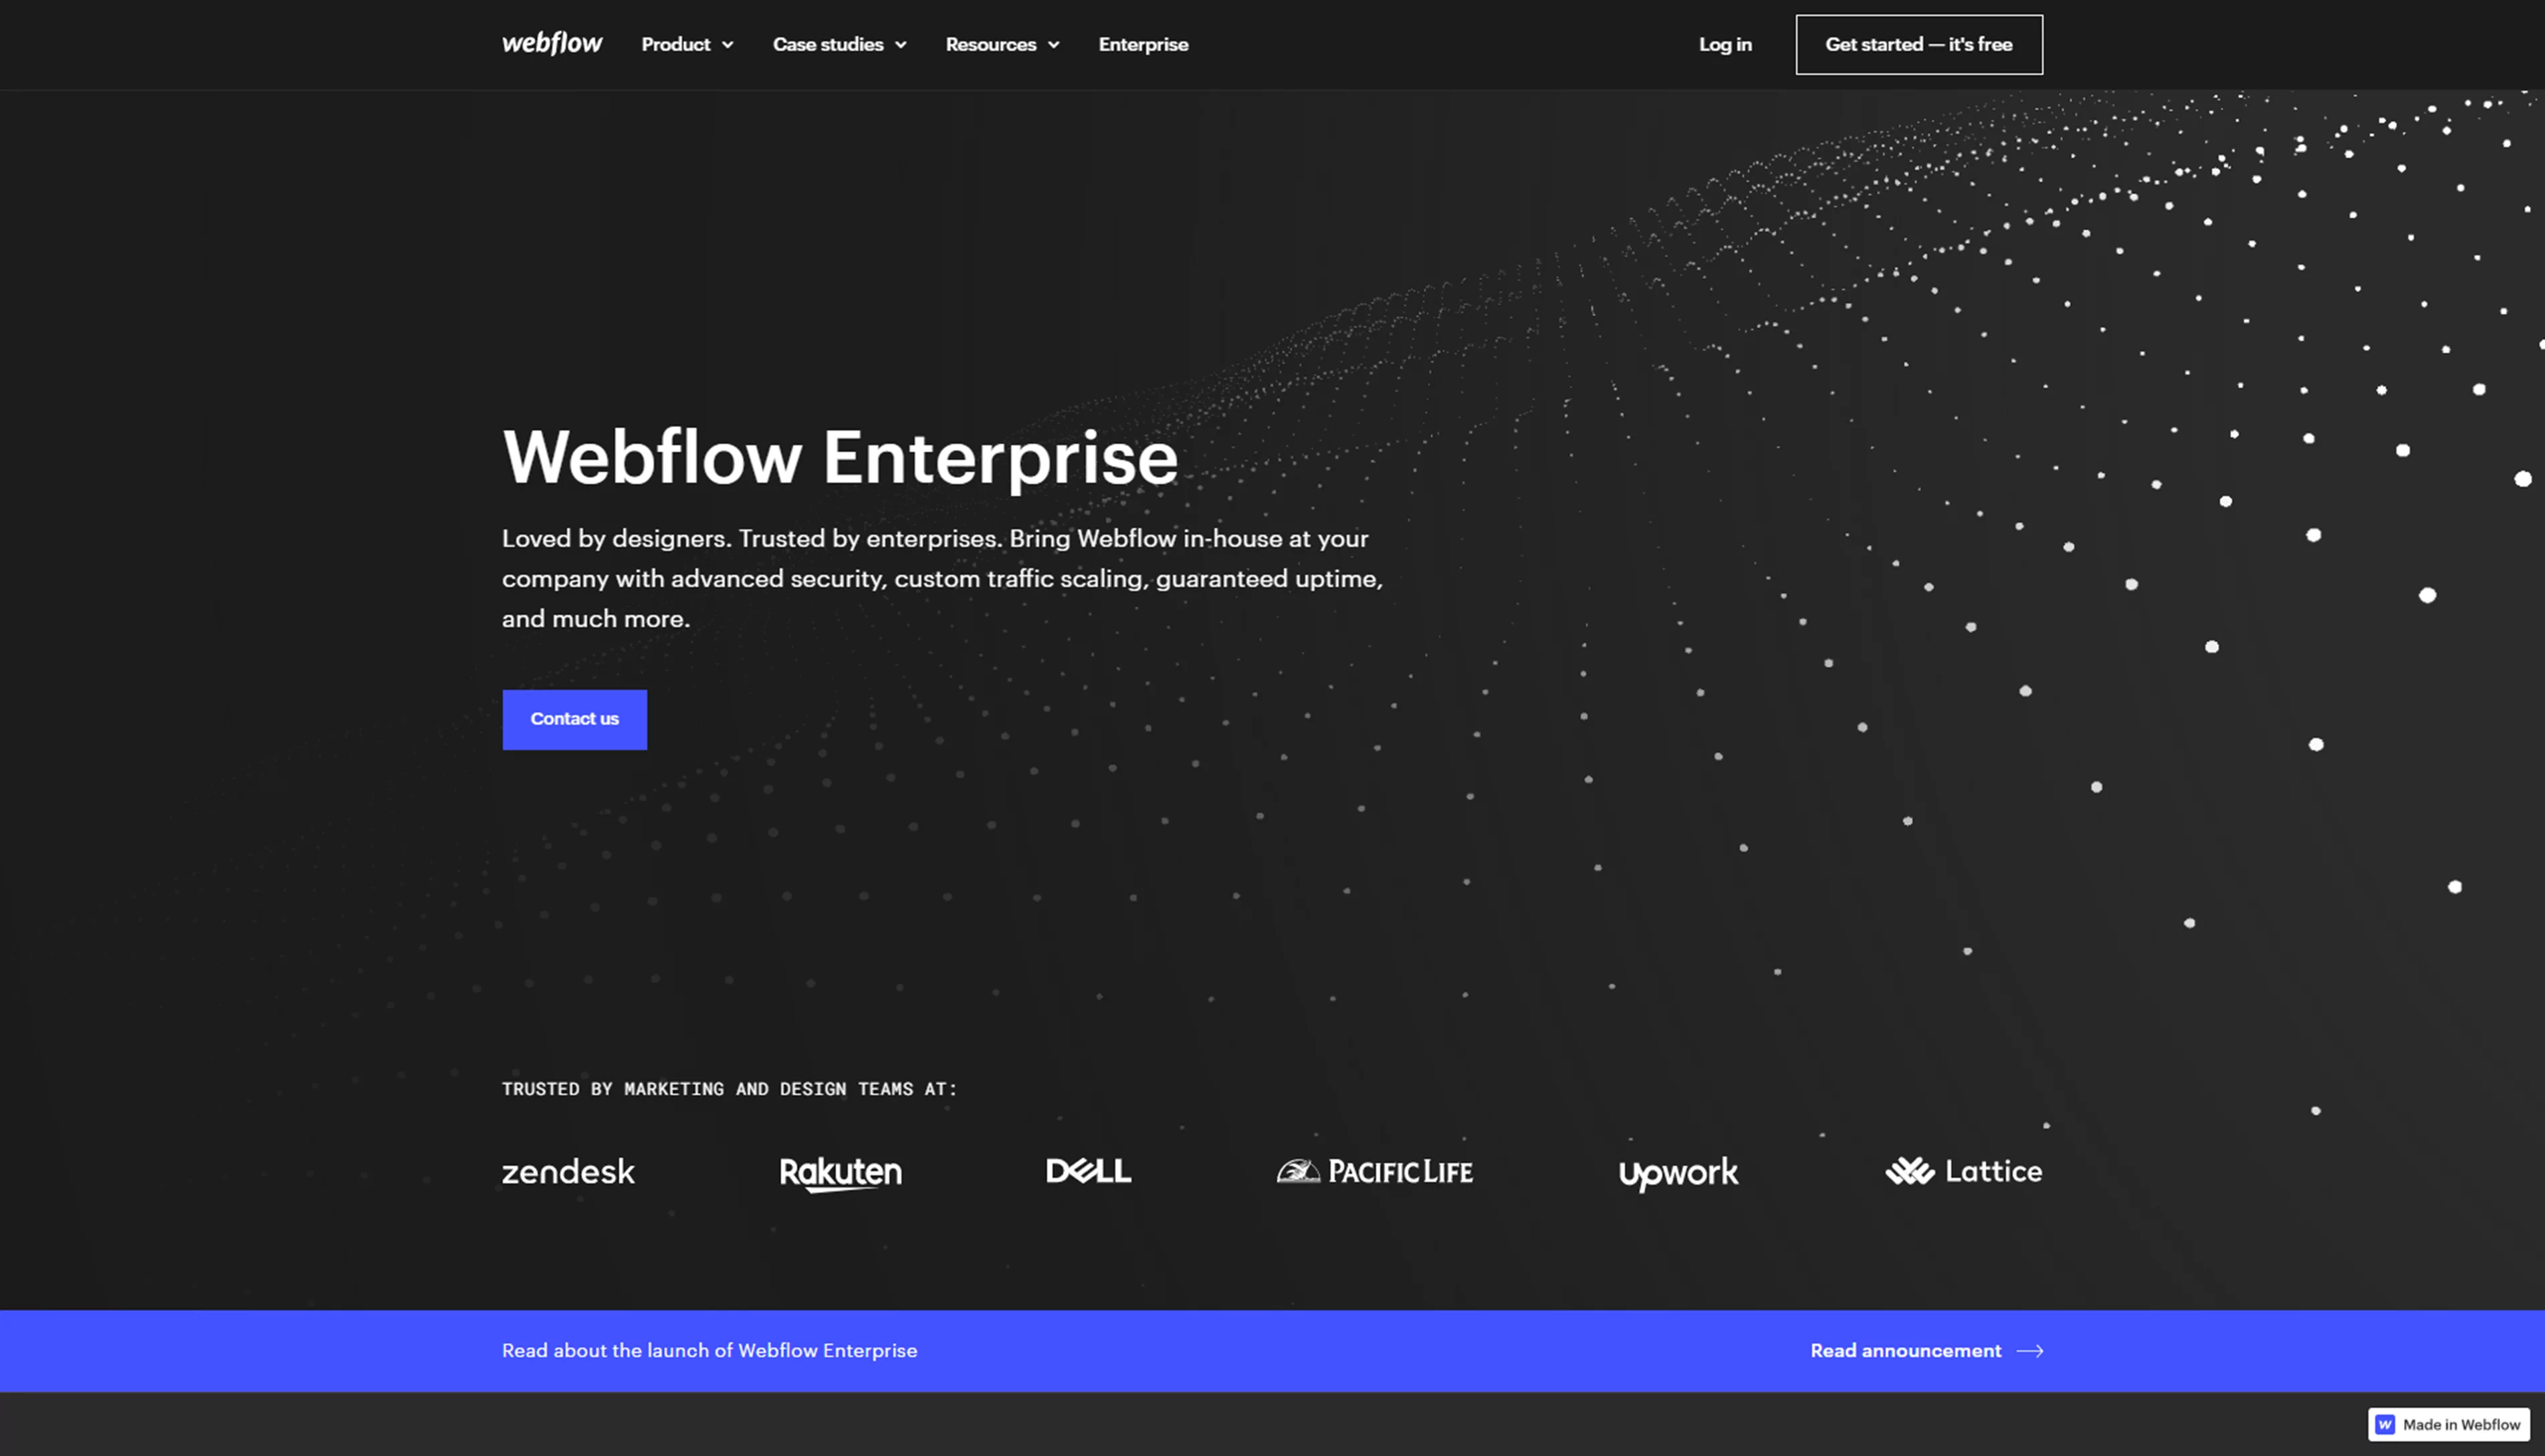 webflow Product Case studies Resources Enterprise Log in Get started — it's free
Webflow Enterprise
Loved by designers. Trusted by enterprises. Bring Webflow in-house at your
company with advanced security, custom traffic scaling, guaranteed uptime,
and much more.
Contact us
TRUSTED BY MARKETING AND DESIGN TEAMS AT:
zendesk Rakuten DELL PACIFIC LIFE Upwork Lattice
Read about the launch of Webflow Enterprise Read announcement →
W Made in Webflow